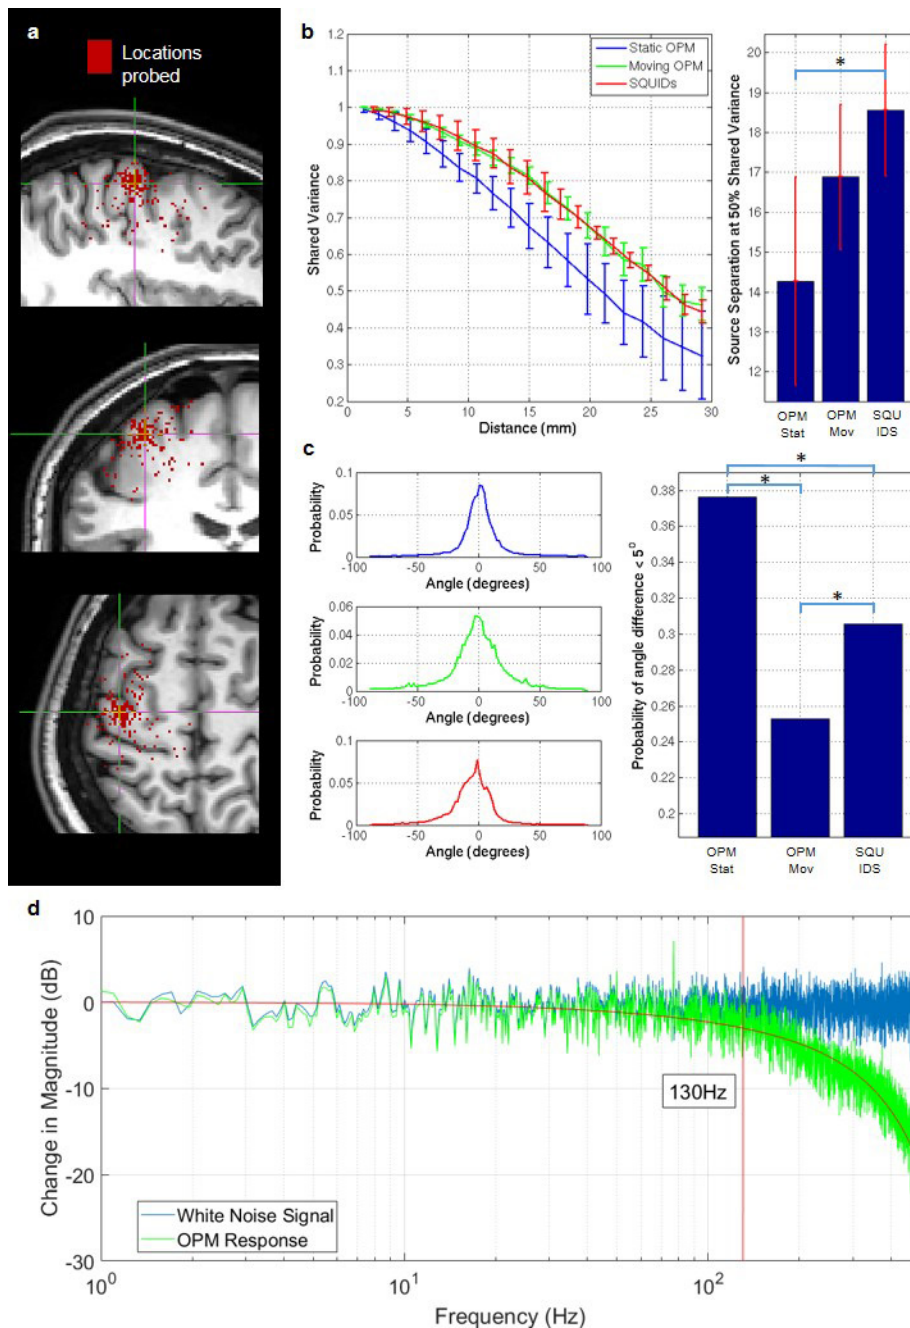 a
Locations
probed
b
1.2
1.1
1
0.9
0.8
0.7
0.6
0.5
0.4
0.3
0.2
Shared Variance
Static OPM
Moving OPM
SQUIDs
0 5 10 15 20 25 30
Distance (mm)
*
20
19
18
17
16
15
14
13
12
Source Separation at 50% Shared Variance
OPM Stat
OPM Mov
SQU IDS
c
0.1
0.05
0
Probability
-100 -50 0 50 100
Angle (degrees)
0.06
0.04
0.02
0
Probability
-100 -50 0 50 100
Angle (degrees)
0.1
0.05
0
Probability
-100 -50 0 50 100
Angle (degrees)
*
*
*
0.38
0.36
0.34
0.32
0.3
0.28
0.26
0.24
0.22
0.2
Probability of angle difference < 5°
OPM Stat
OPM Mov
SQU IDS
d
10
0
-10
-20
-30
Change in Magnitude (dB)
130Hz
White Noise Signal
OPM Response
10⁰ 10¹ 10²
Frequency (Hz)